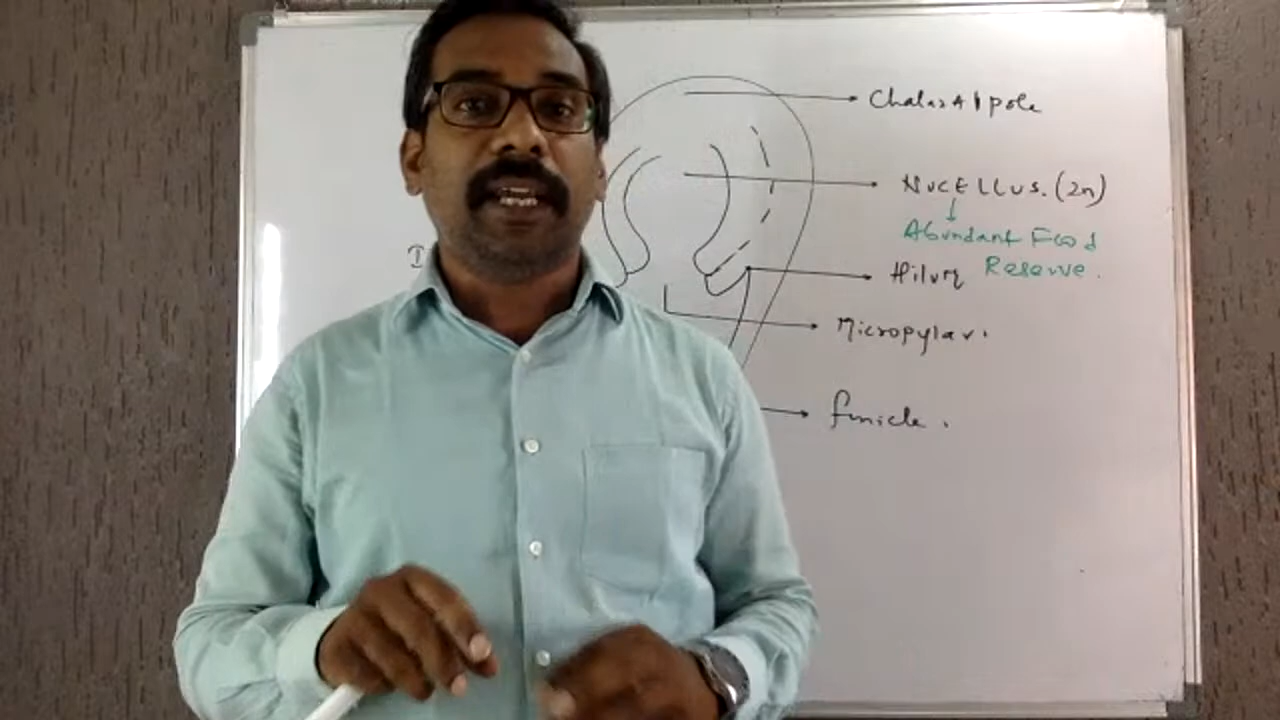 Chalazal pole
NUCELLUS. (2n)
Abundant Food
Reserve.
Hilum
Micropylar.
funicle.